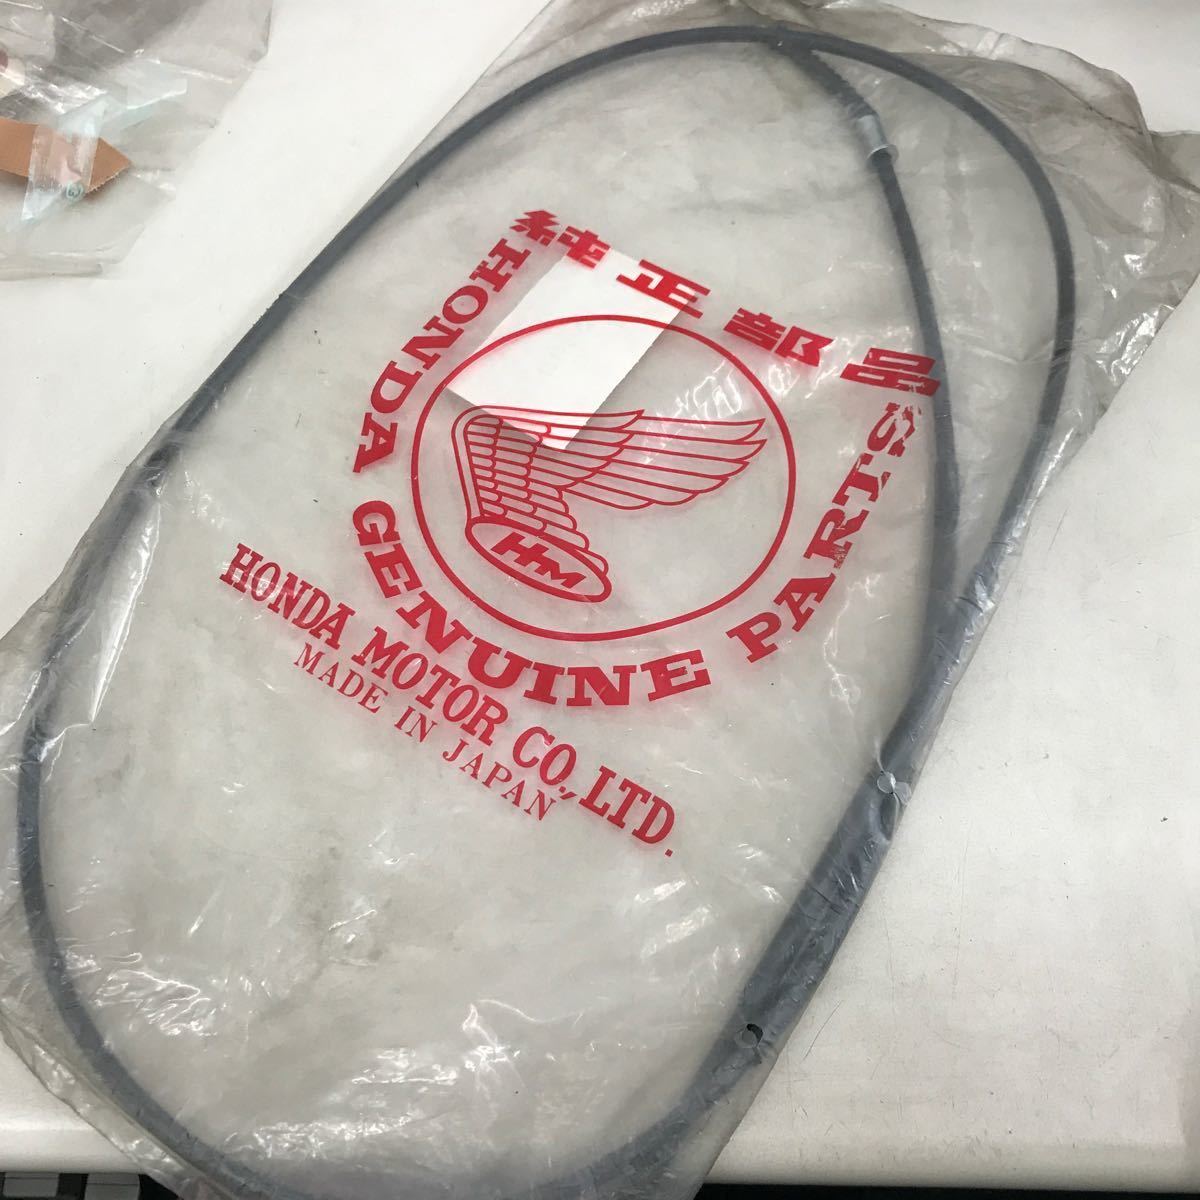 純正部品
HONDA GENUINE PARTS
HM
HONDA MOTOR CO., LTD.
MADE IN JAPAN